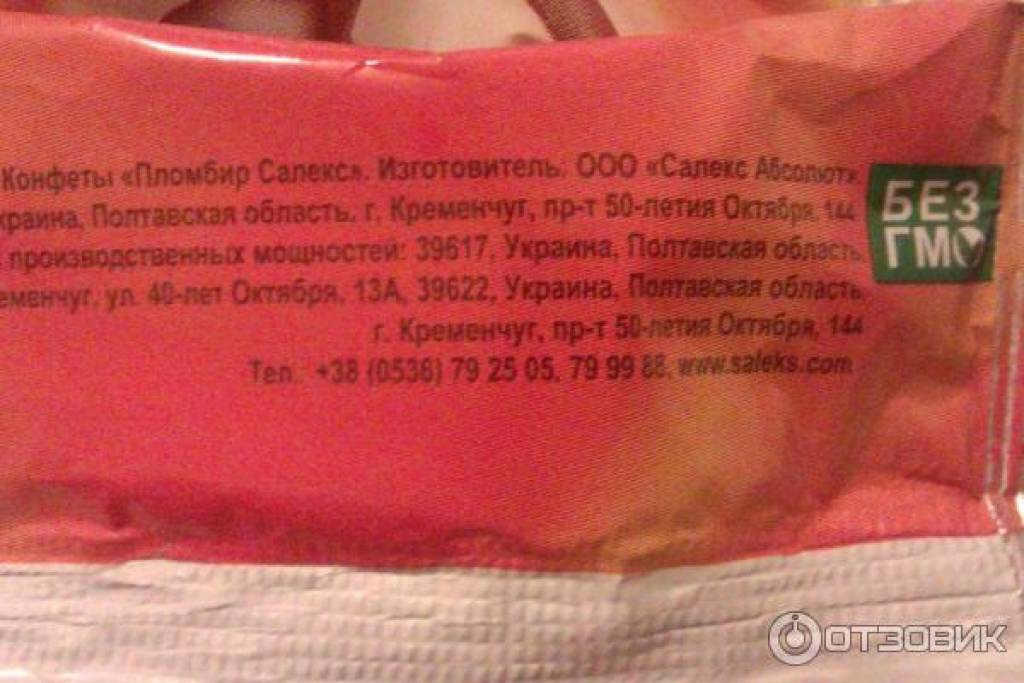 Конфеты «Пломбир Салекс». Изготовитель: ООО «Салекс Абсолют»,
краина, Полтавская область, г. Кременчуг, пр-т 50-летия Октября, 144
производственных мощностей: 39617, Украина, Полтавская область,
еменчуг, ул. 40-лет Октября, 13А, 39622, Украина, Полтавская область,
г. Кременчуг, пр-т 50-летия Октября, 144
Тел.: +38 (0536) 79 25 05, 79 99 88, www.saleks.com
БЕЗ
ГМО
ОТЗОВИК